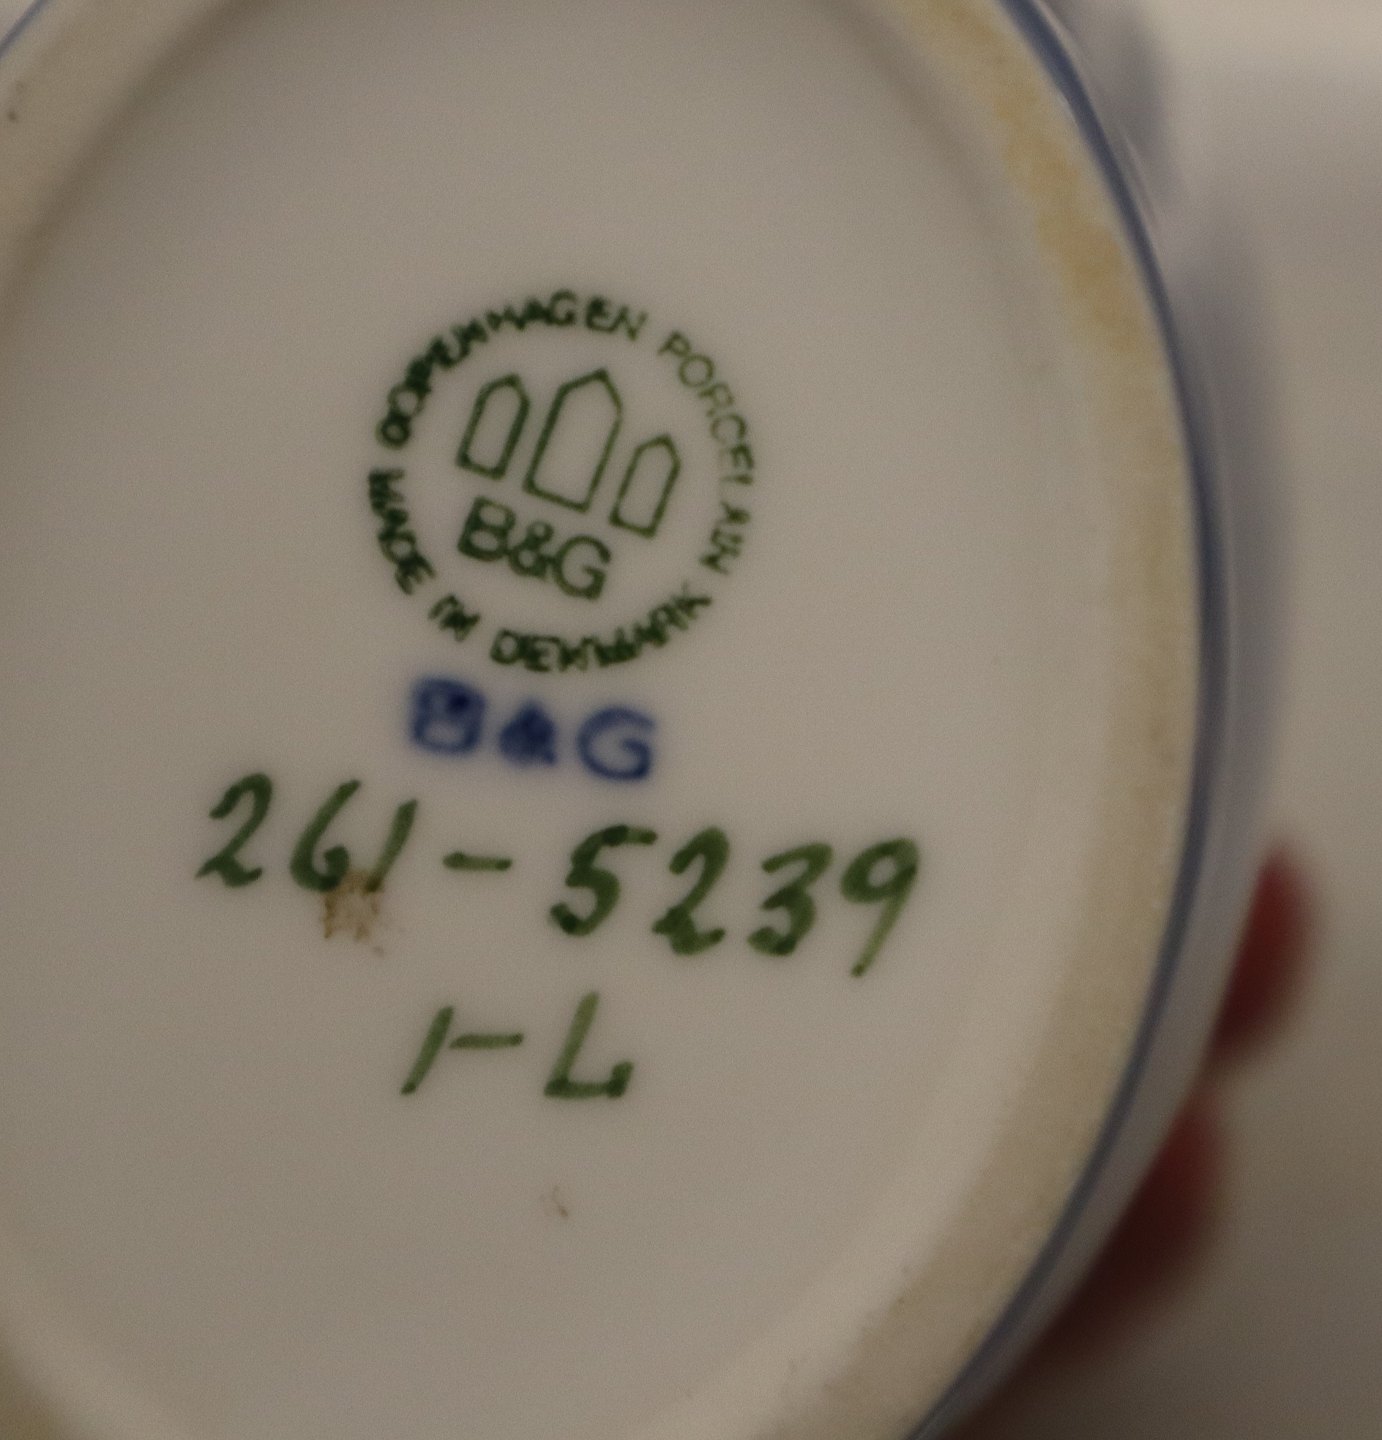 COPENHAGEN PORCELAIN
MADE IN DENMARK
B&G
B&G
261-5239
1-L